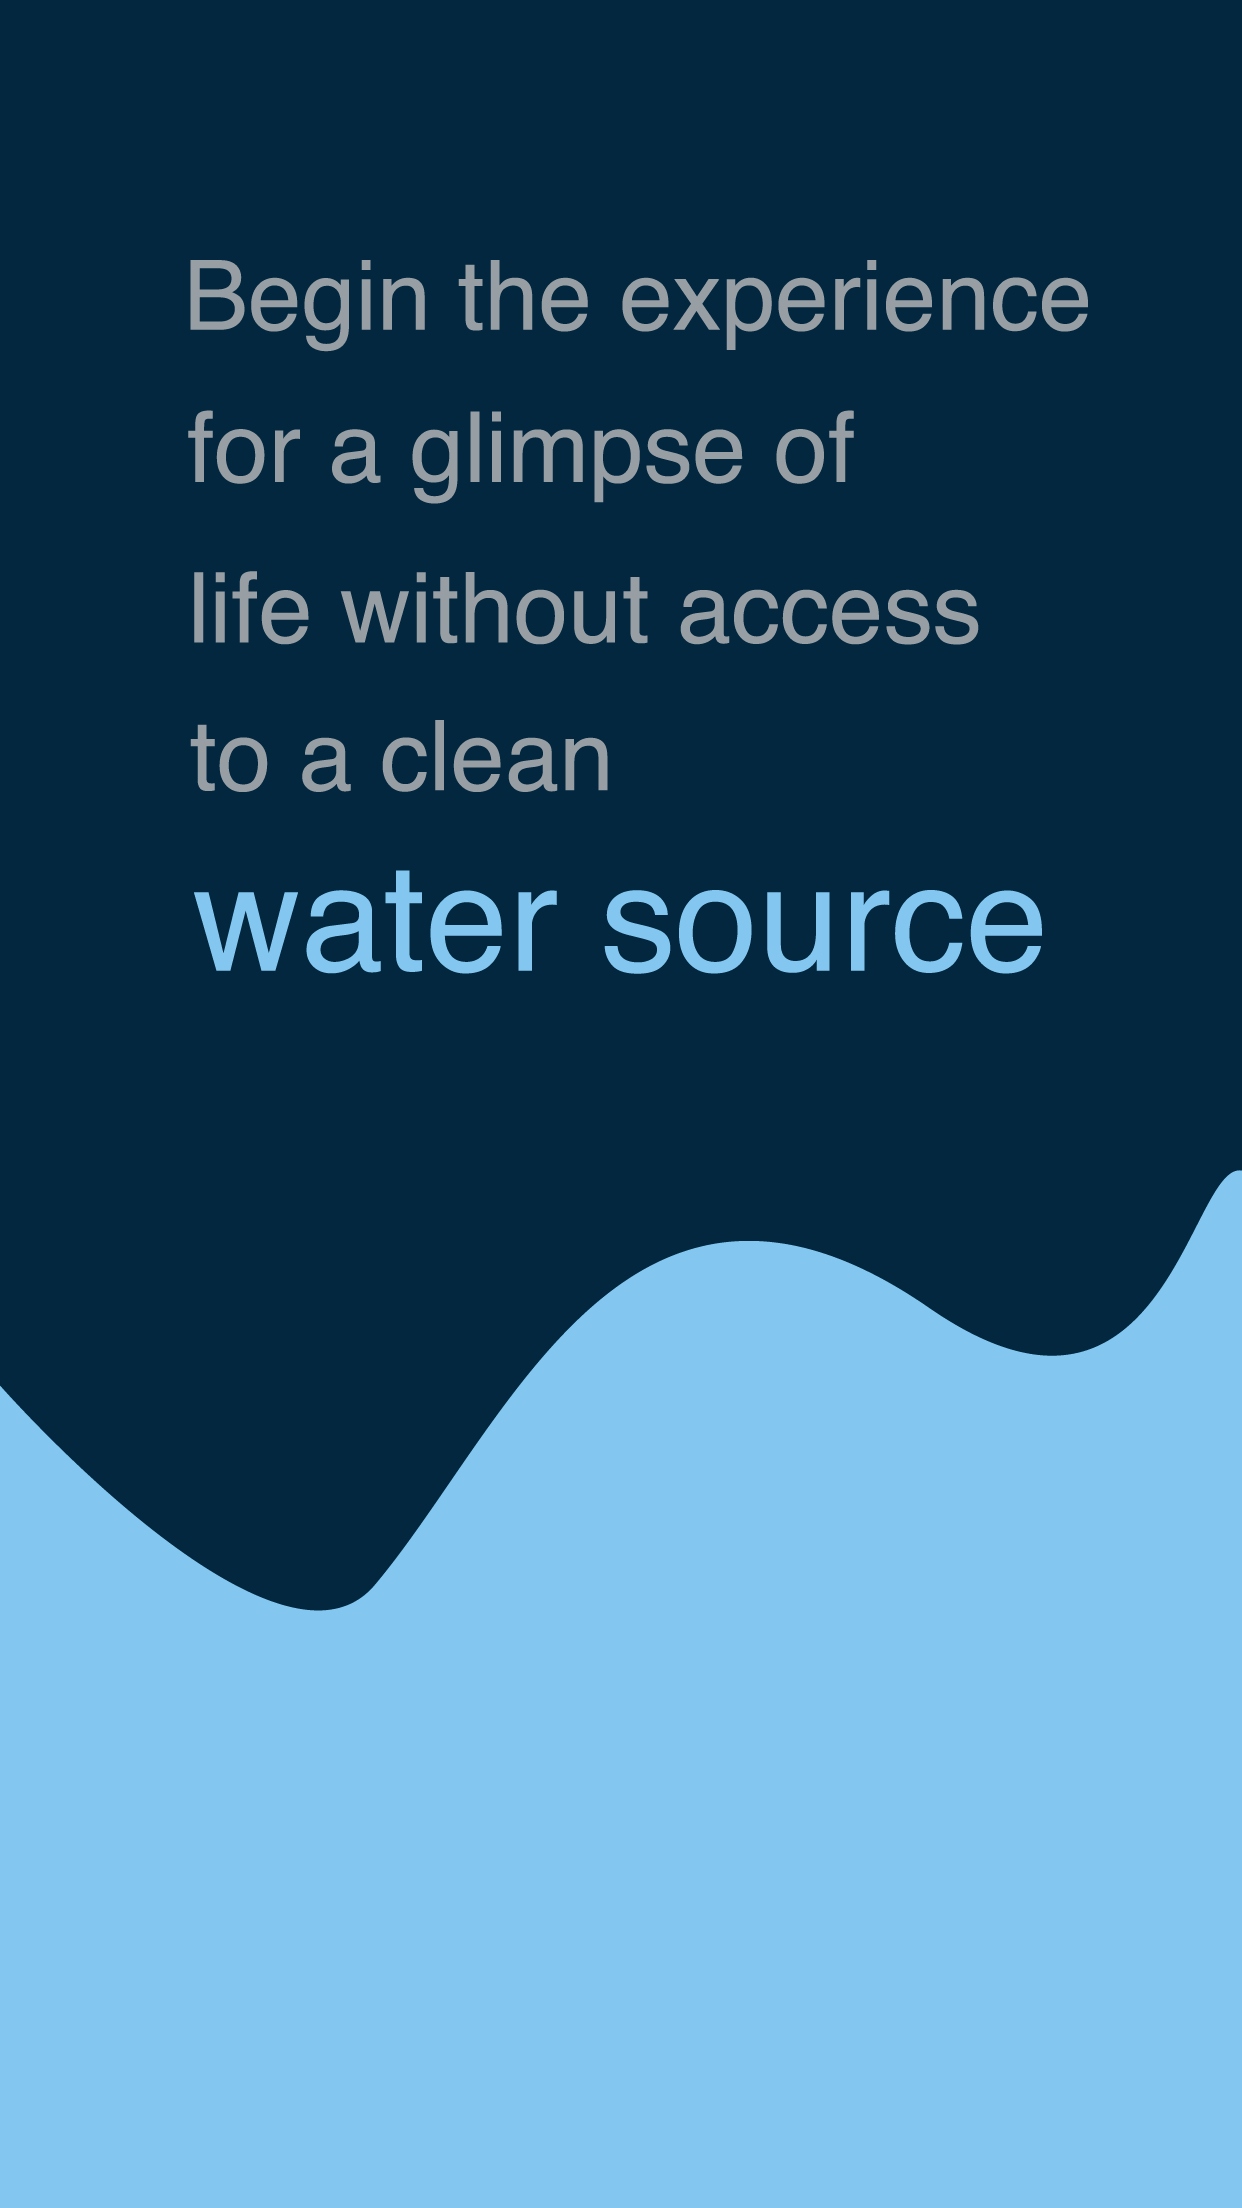 Begin the experience
for a glimpse of
life without access
to a clean
water source